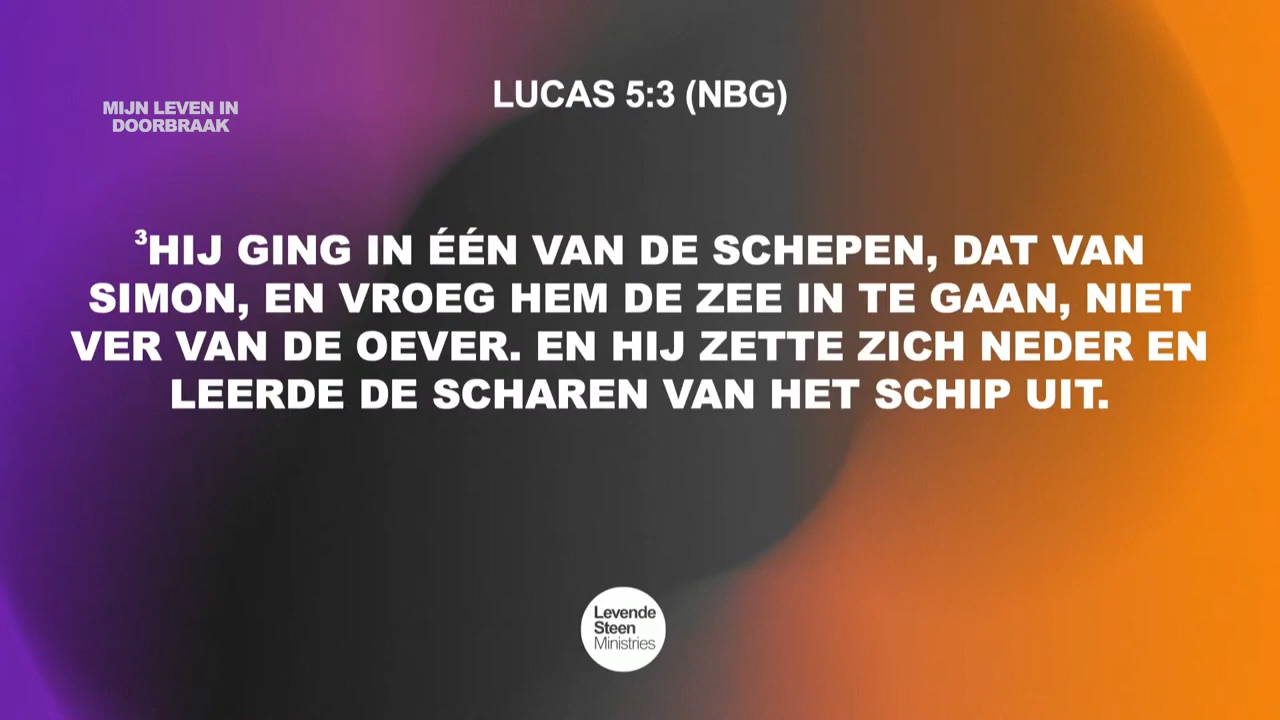 MIJN LEVEN IN
DOORBRAAK
LUCAS 5:3 (NBG)
³HIJ GING IN ÉÉN VAN DE SCHEPEN, DAT VAN
SIMON, EN VROEG HEM DE ZEE IN TE GAAN, NIET
VER VAN DE OEVER. EN HIJ ZETTE ZICH NEDER EN
LEERDE DE SCHAREN VAN HET SCHIP UIT.
Levende
Steen
Ministries